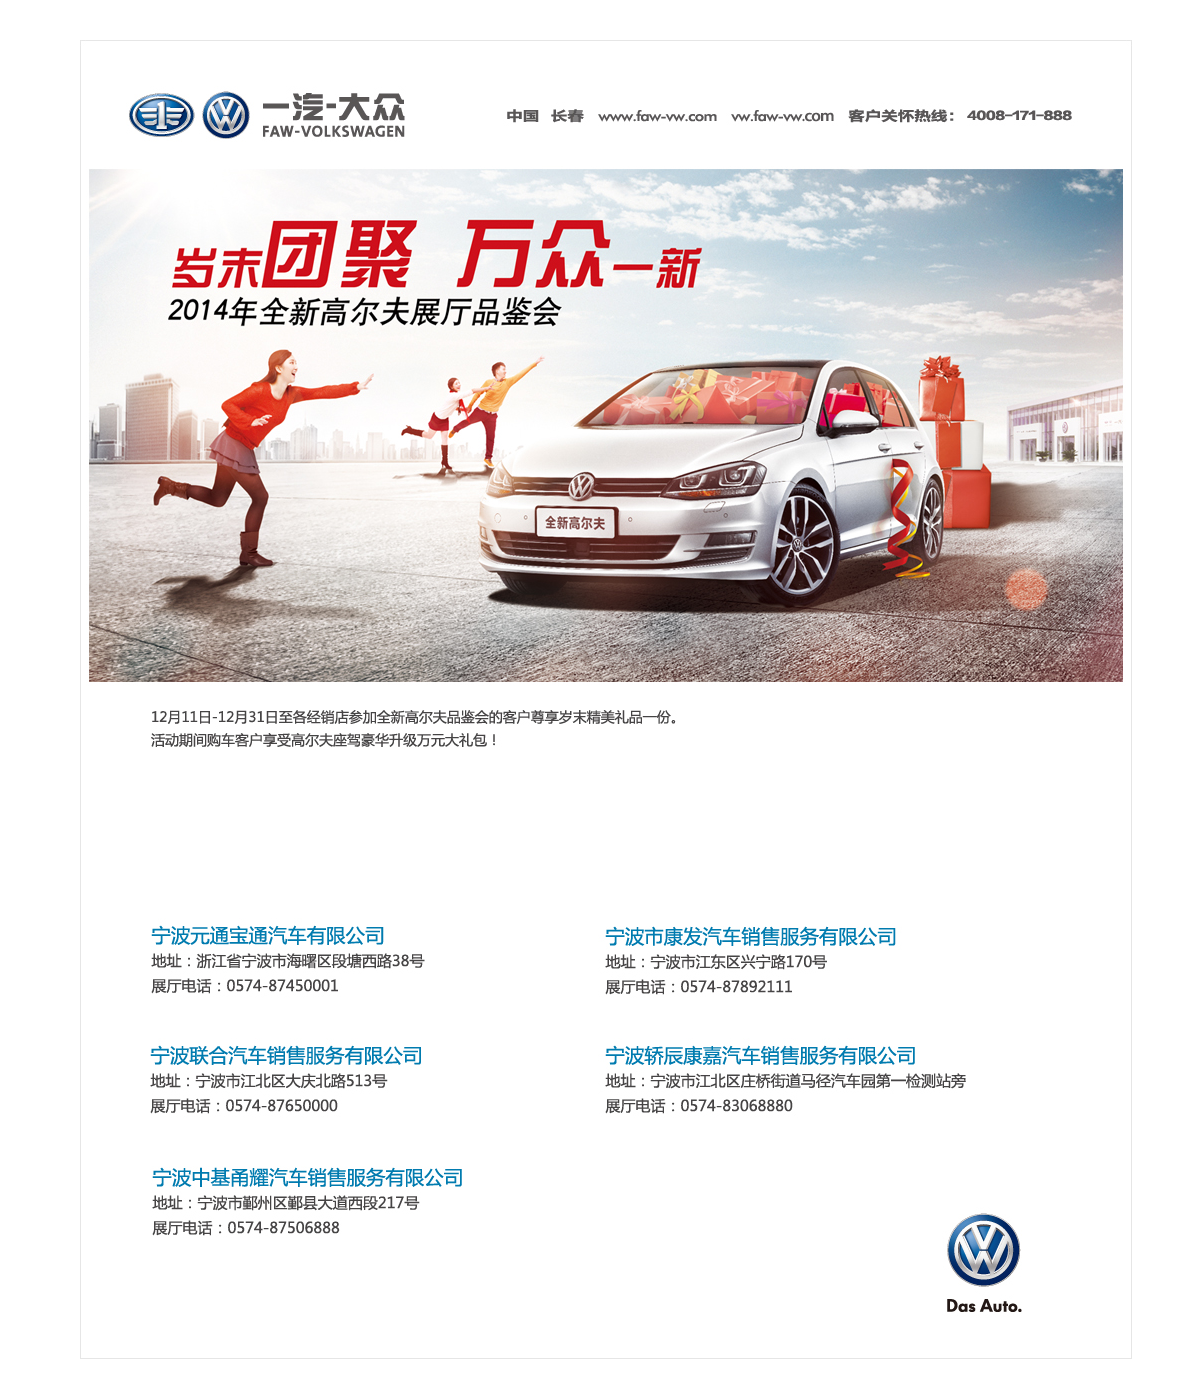 一汽-大众
FAW-VOLKSWAGEN
中国 长春 www.faw-vw.com vw.faw-vw.com 客户关怀热线： 4008-171-888
岁末团聚 万众一新
2014年全新高尔夫展厅品鉴会
全新高尔夫
12月11日-12月31日至各经销店参加全新高尔夫品鉴会的客户尊享岁末精美礼品一份。
活动期间购车客户享受高尔夫座驾豪华升级万元大礼包！
宁波元通宝通汽车有限公司
地址：浙江省宁波市海曙区段塘西路38号
展厅电话：0574-87450001
宁波市康发汽车销售服务有限公司
地址：宁波市江东区兴宁路170号
展厅电话：0574-87892111
宁波联合汽车销售服务有限公司
地址：宁波市江北区大庆北路513号
展厅电话：0574-87650000
宁波轿辰康嘉汽车销售服务有限公司
地址：宁波市江北区庄桥街道马径汽车园第一检测站旁
展厅电话：0574-83068880
宁波中基甬耀汽车销售服务有限公司
地址：宁波市鄞州区鄞县大道西段217号
展厅电话：0574-87506888
Das Auto.